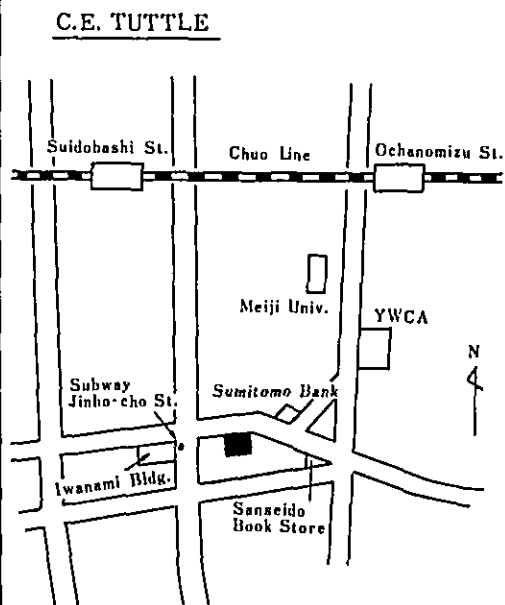 C.E. TUTTLE
Suidobashi St.
Chuo Line
Ochanomizu St.
Meiji Univ.
YWCA
N
Subway
Jinho-cho St.
Sumitomo Bank
Iwanami Bldg.
Sanseido
Book Store